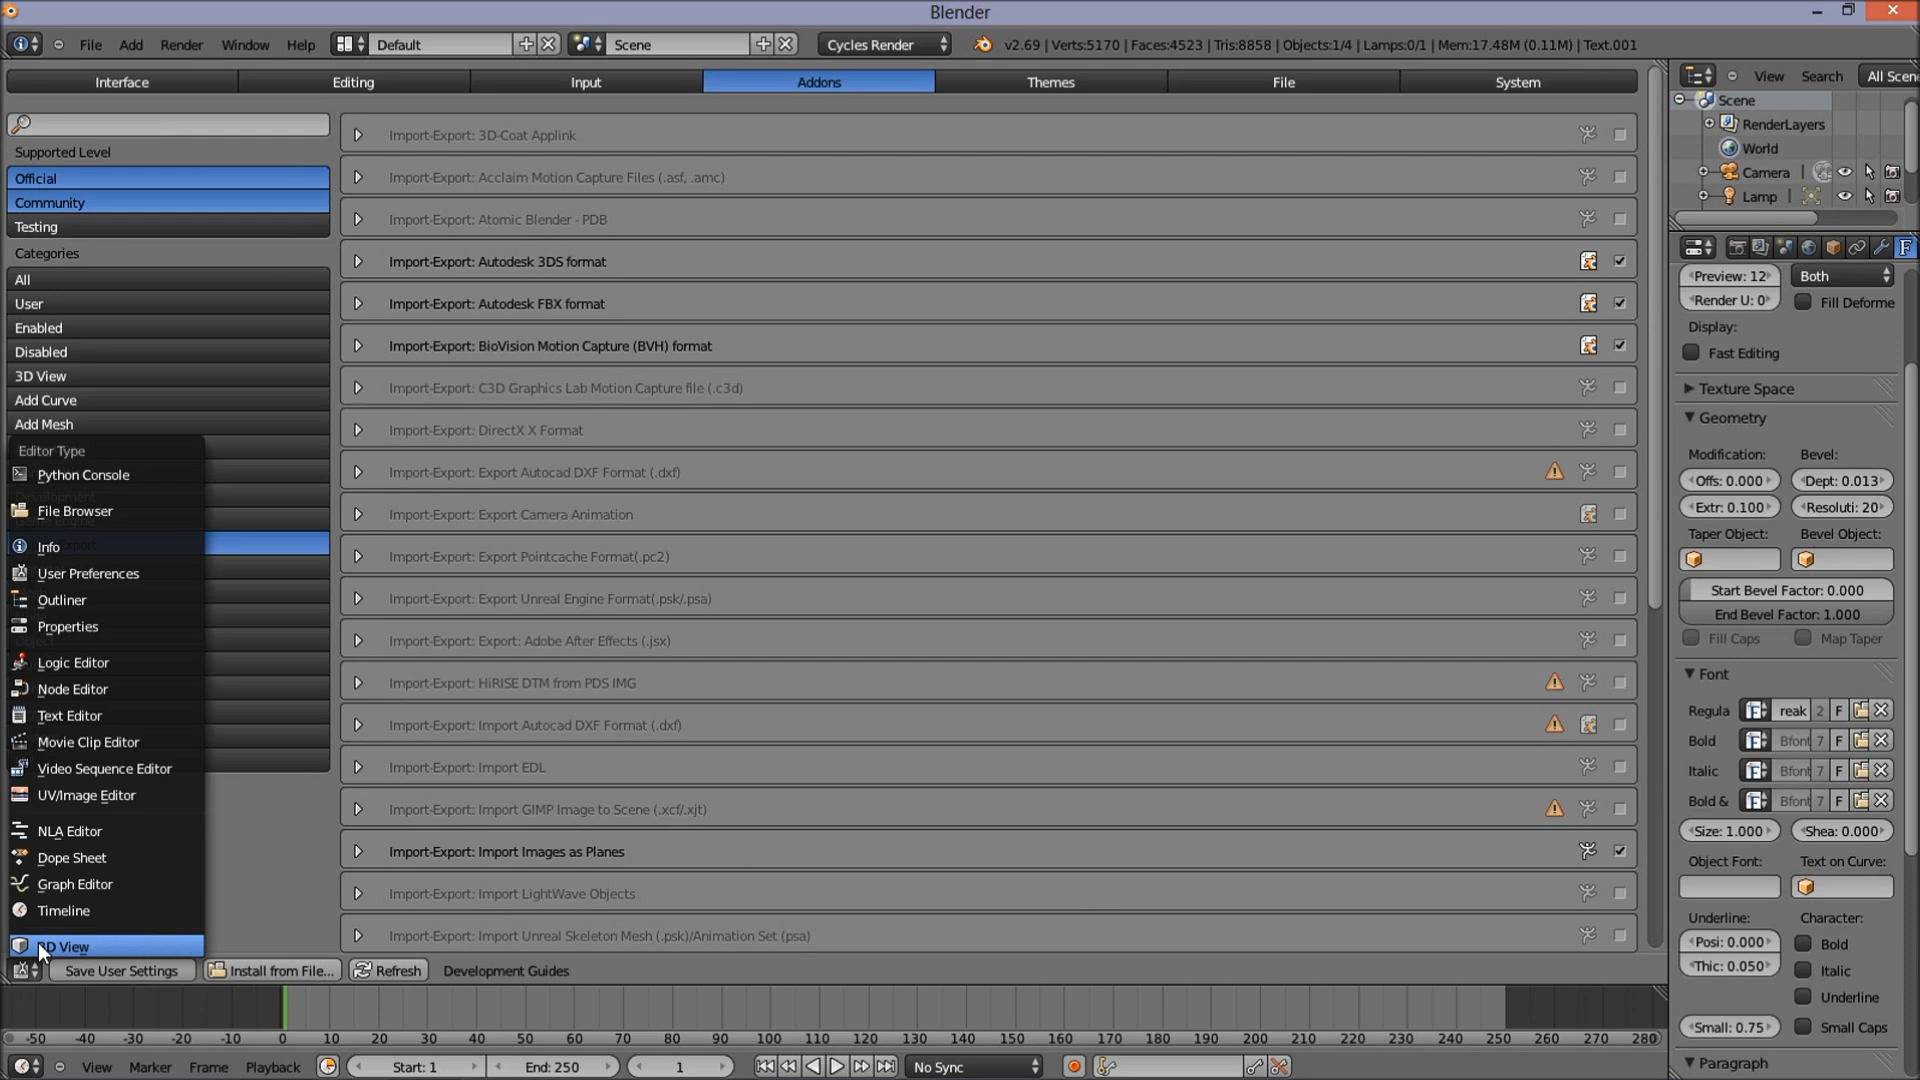 Blender
File Add Render Window Help Default Scene Cycles Render v2.69 | Verts:5170 | Faces:4523 | Tris:8858 | Objects:1/4 | Lamps:0/1 | Mem:17.48M (0.11M) | Text.001
Interface Editing Input Addons Themes File System
Supported Level
Official
Community
Testing
Categories
All
User
Enabled
Disabled
3D View
Add Curve
Add Mesh
Editor Type
Python Console
File Browser
Info
User Preferences
Outliner
Properties
Logic Editor
Node Editor
Text Editor
Movie Clip Editor
Video Sequence Editor
UV/Image Editor
NLA Editor
Dope Sheet
Graph Editor
Timeline
3D View
Import-Export: 3D-Coat Applink
Import-Export: Acclaim Motion Capture Files (.asf, .amc)
Import-Export: Atomic Blender - PDB
Import-Export: Autodesk 3DS format
Import-Export: Autodesk FBX format
Import-Export: BioVision Motion Capture (BVH) format
Import-Export: C3D Graphics Lab Motion Capture file (.c3d)
Import-Export: DirectX X Format
Import-Export: Export Autocad DXF Format (.dxf)
Import-Export: Export Camera Animation
Import-Export: Export Pointcache Format(.pc2)
Import-Export: Export Unreal Engine Format(.psk/.psa)
Import-Export: Export: Adobe After Effects (.jsx)
Import-Export: HiRISE DTM from PDS IMG
Import-Export: Import Autocad DXF Format (.dxf)
Import-Export: Import EDL
Import-Export: Import GIMP Image to Scene (.xcf/.xjt)
Import-Export: Import Images as Planes
Import-Export: Import LightWave Objects
Import-Export: Import Unreal Skeleton Mesh (.psk)/Animation Set (psa)
Save User Settings Install from File... Refresh Development Guides
View Search All Scen
Scene
RenderLayers
World
Camera
Lamp
Preview: 12 Both
Render U: 0 Fill Deforme
Display:
Fast Editing
Texture Space
Geometry
Modification: Bevel:
Offs: 0.000 Dept: 0.013
Extr: 0.100 Resoluti: 20
Taper Object: Bevel Object:
Start Bevel Factor: 0.000
End Bevel Factor: 1.000
Fill Caps Map Taper
Font
Regula reak 2 F
Bold Bfont 7 F
Italic Bfont 7 F
Bold & Bfont 7 F
Size: 1.000 Shea: 0.000
Object Font: Text on Curve:
Underline: Character:
Posi: 0.000 Bold
Thic: 0.050 Italic
Underline
Small: 0.75 Small Caps
Paragraph
-50 -40 -30 -20 -10 0 10 20 30 40 50 60 70 80 90 100 110 120 130 140 150 160 170 180 190 200 210 220 230 240 250 260 270 280
View Marker Frame Playback Start: 1 End: 250 1 No Sync